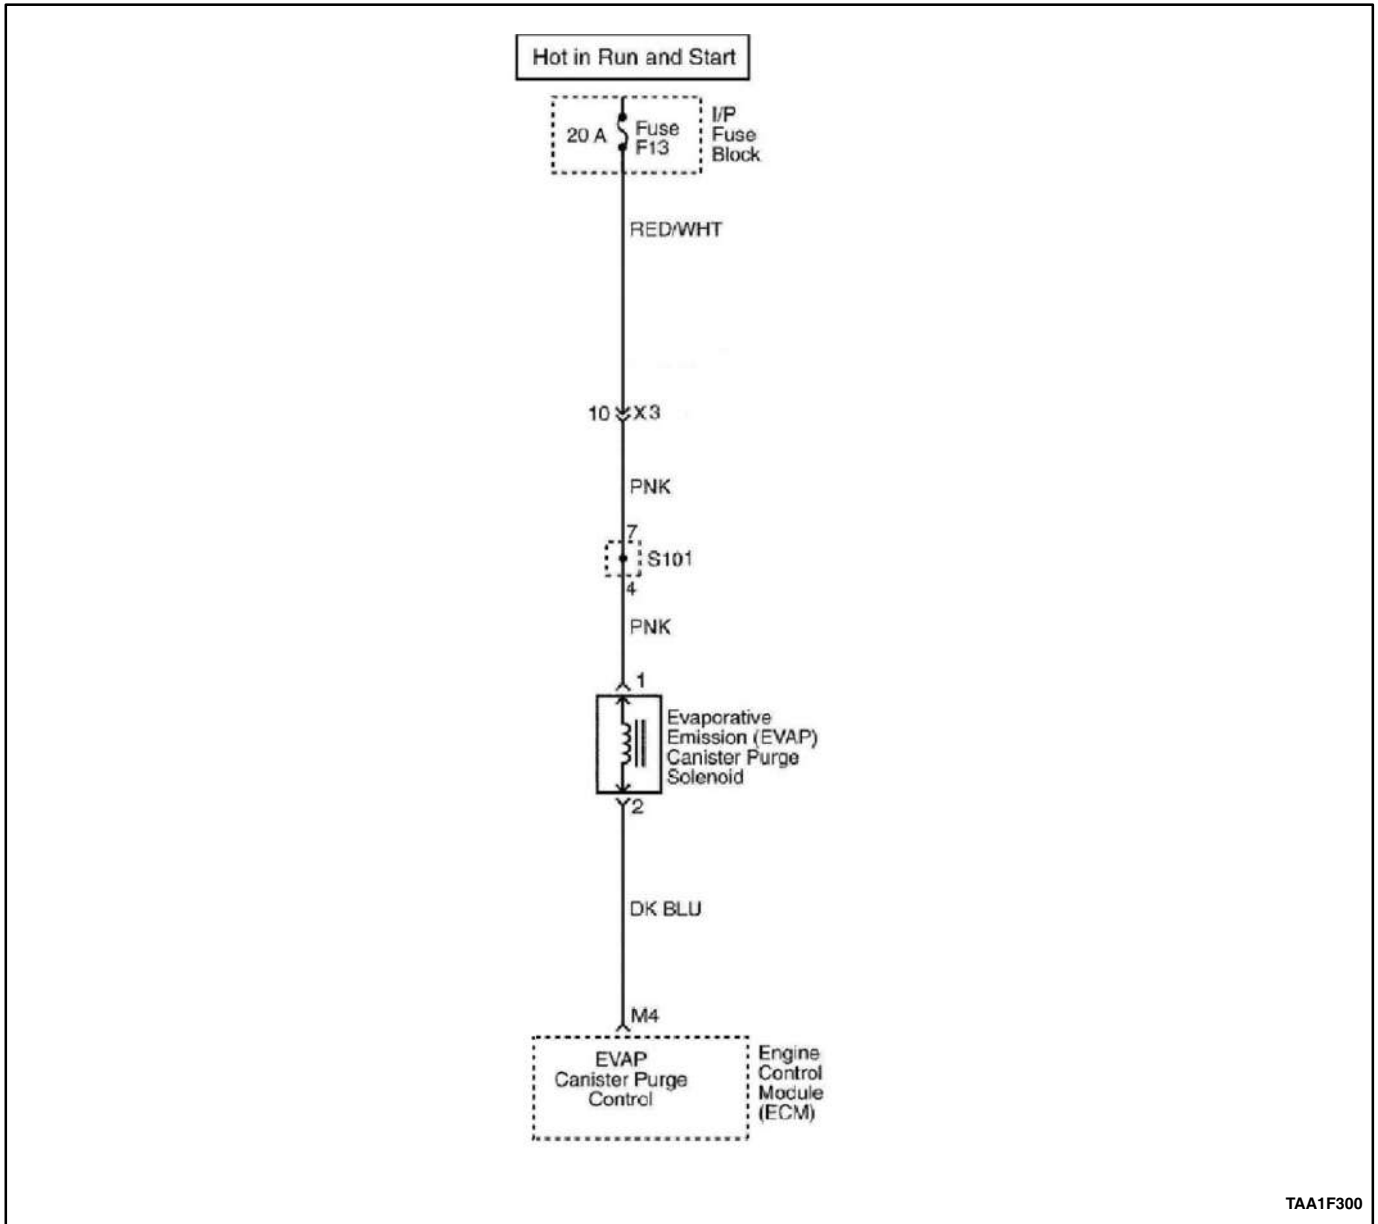 Hot in Run and Start
20 A
Fuse
F13
I/P
Fuse
Block
RED/WHT
10
X3
PNK
7
S101
4
PNK
1
Evaporative
Emission (EVAP)
Canister Purge
Solenoid
2
DK BLU
M4
EVAP
Canister Purge
Control
Engine
Control
Module
(ECM)
TAA1F300